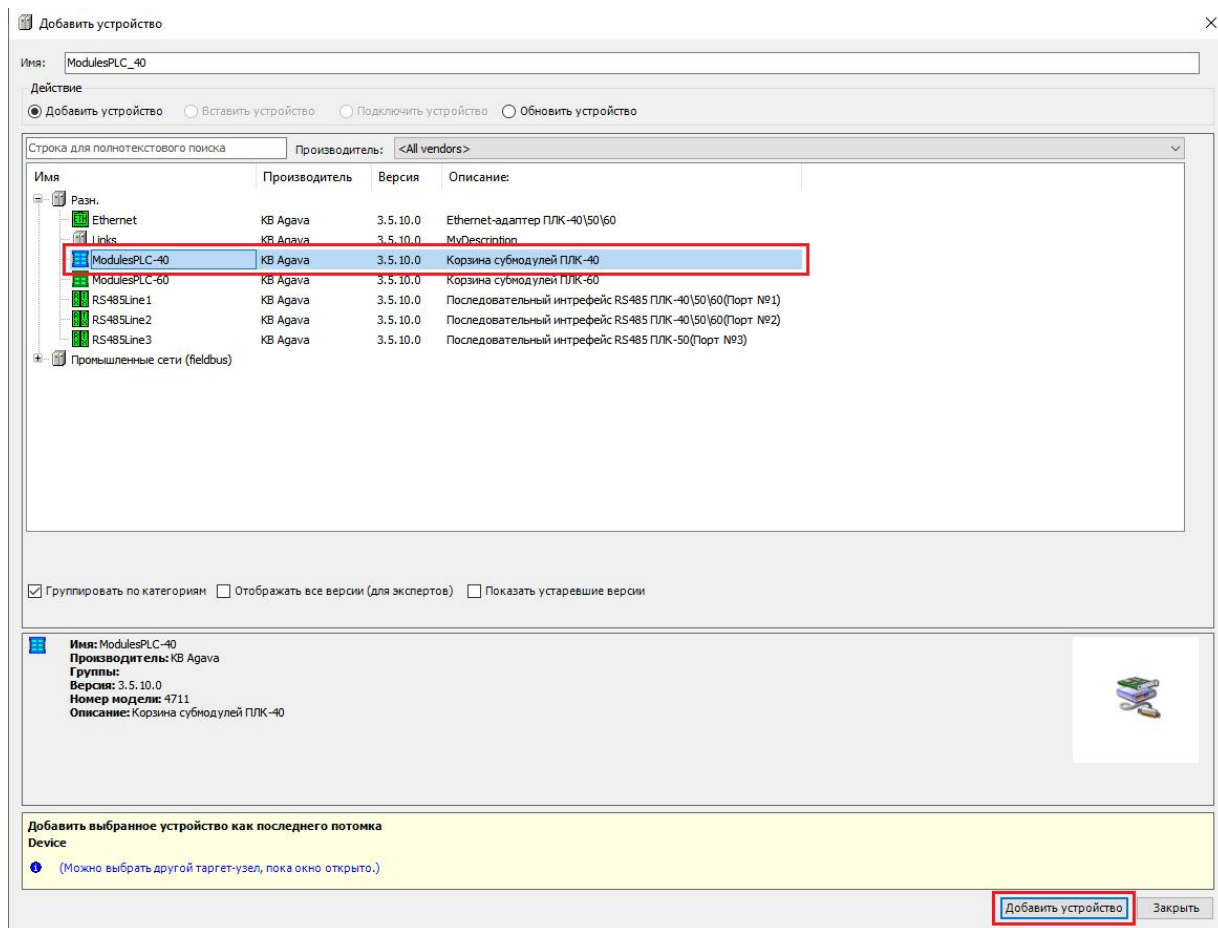 Добавить устройство
Имя: ModulesPLC_40
Действие
Добавить устройство Вставить устройство Подключить устройство Обновить устройство
Строка для полнотекстового поиска Производитель: <All vendors>
Имя Производитель Версия Описание:
Разн.
Ethernet KB Agava 3.5.10.0 Ethernet-адаптер ПЛК-40\50\60
Links KB Agava 3.5.10.0 MyDescription
ModulesPLC-40 KB Agava 3.5.10.0 Корзина субмодулей ПЛК-40
ModulesPLC-60 KB Agava 3.5.10.0 Корзина субмодулей ПЛК-60
RS485Line1 KB Agava 3.5.10.0 Последовательный интрефейс RS485 ПЛК-40\50\60(Порт №1)
RS485Line2 KB Agava 3.5.10.0 Последовательный интрефейс RS485 ПЛК-40\50\60(Порт №2)
RS485Line3 KB Agava 3.5.10.0 Последовательный интрефейс RS485 ПЛК-50(Порт №3)
Промышленные сети (fieldbus)
Группировать по категориям Отображать все версии (для экспертов) Показать устаревшие версии
Имя: ModulesPLC-40
Производитель: KB Agava
Группы:
Версия: 3.5.10.0
Номер модели: 4711
Описание: Корзина субмодулей ПЛК-40
Добавить выбранное устройство как последнего потомка
Device
(Можно выбрать другой таргет-узел, пока окно открыто.)
Добавить устройство Закрыть